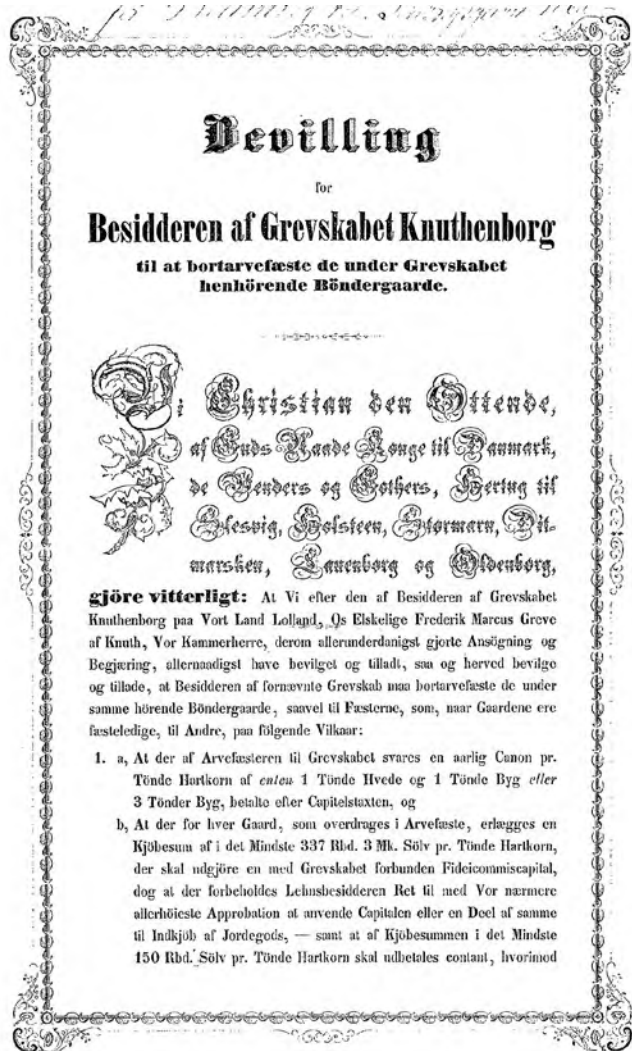 for
Bevilling
for
Besidderen af Grevskabet Knuthenborg
til at bortarvefæste de under Grevskabet
henhörende Böndergaarde.
Vi Christian den Ottende,
af Guds Naade Konge til Danmark,
de Venders og Gothers, Hertug til
Slesvig, Holsteen, Stormarn, Dit-
marsken, Lauenborg og Oldenborg,
gjöre vitterligt: At Vi efter den af Besidderen af Grevskabet
Knuthenborg paa Vort Land Lolland, Os Elskelige Frederik Marcus Greve
af Knuth, Vor Kammerherre, derom allerunderdanigst gjorte Ansögning og
Begjæring, allernaadigst have bevilget og tilladt, saa og herved bevilge
og tillade, at Besidderen af fornævnte Grevskab maa bortarvefæste de under
samme hörende Böndergaarde, saavel til Fæsterne, som, naar Gaardene ere
fæsteledige, til Andre, paa fölgende Vilkaar:
1. a, At der af Arvefæsteren til Grevskabet svares en aarlig Canon pr.
Tönde Hartkorn af enten 1 Tönde Hvede og 1 Tönde Byg eller
3 Tönder Byg, betalte efter Capitelstaxten, og
b, At der for hver Gaard, som overdrages i Arvefæste, erlægges en
Kjöbesum af i det Mindste 337 Rbd. 3 Mk. Sölv pr. Tönde Hartkorn,
der skal udgjöre en med Grevskabet forbunden Fideicommiscapital,
dog at der forbeholdes Lehnsbesidderen Ret til med Vor nærmere
allerhöieste Approbation at anvende Capitalen eller en Deel af samme
til Indkjöb af Jordegods, — samt at af Kjöbesummen i det Mindste
150 Rbd. Sölv pr. Tönde Hartkorn skal udbetales contant, hvorimod